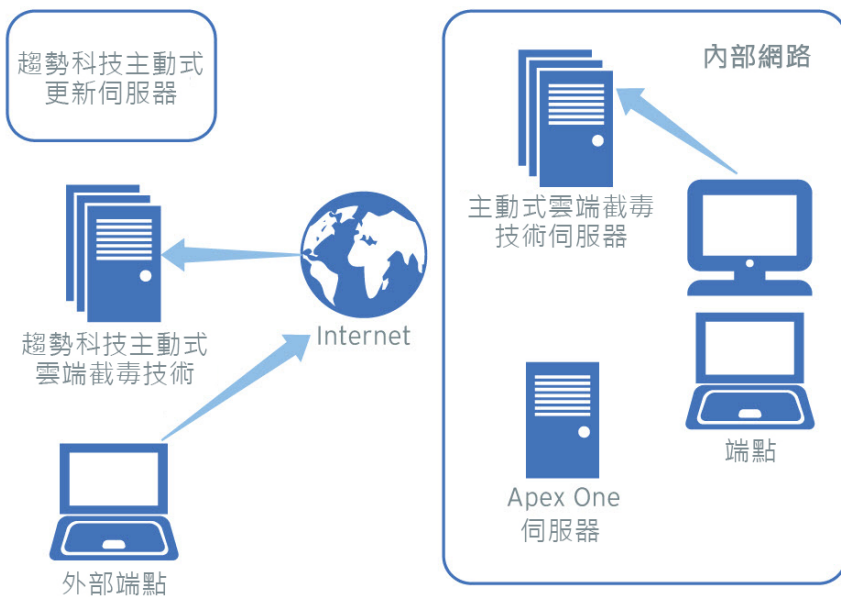 趨勢科技主動式
更新伺服器
內部網路
主動式雲端截毒
技術伺服器
趨勢科技主動式
雲端截毒技術
Internet
端點
Apex One
伺服器
外部端點